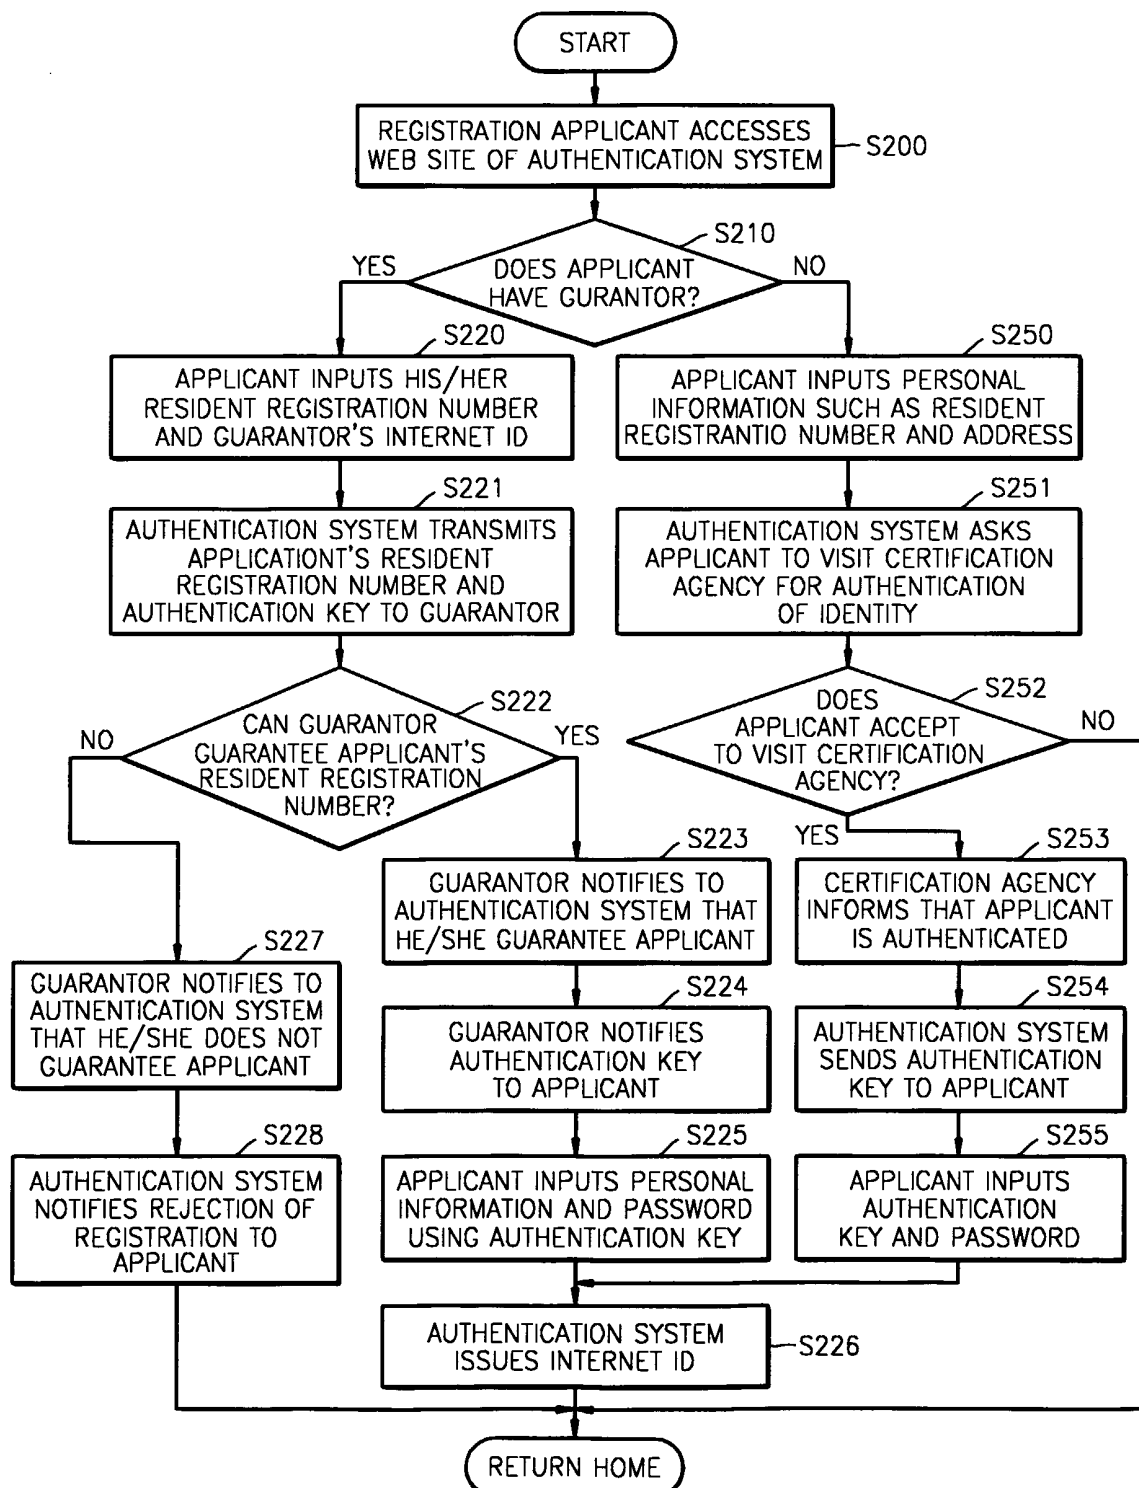 START
REGISTRATION APPLICANT ACCESSES
WEB SITE OF AUTHENTICATION SYSTEM
S200
S210
YES
DOES APPLICANT
HAVE GURANTOR?
NO
S220
APPLICANT INPUTS HIS/HER
RESIDENT REGISTRATION NUMBER
AND GUARANTOR'S INTERNET ID
S250
APPLICANT INPUTS PERSONAL
INFORMATION SUCH AS RESIDENT
REGISTRANTIO NUMBER AND ADDRESS
S221
AUTHENTICATION SYSTEM TRANSMITS
APPLICATIONT'S RESIDENT
REGISTRATION NUMBER AND
AUTHENTICATION KEY TO GUARANTOR
S251
AUTHENTICATION SYSTEM ASKS
APPLICANT TO VISIT CERTIFICATION
AGENCY FOR AUTHENTICATION
OF IDENTITY
S222
NO
CAN GUARANTOR
GUARANTEE APPLICANT'S
RESIDENT REGISTRATION
NUMBER?
YES
S252
DOES
APPLICANT ACCEPT
TO VISIT CERTIFICATION
AGENCY?
NO
YES
S223
GUARANTOR NOTIFIES TO
AUTHENTICATION SYSTEM THAT
HE/SHE GUARANTEE APPLICANT
S253
CERTIFICATION AGENCY
INFORMS THAT APPLICANT
IS AUTHENTICATED
S227
GUARANTOR NOTIFIES TO
AUTNENTICATION SYSTEM
THAT HE/SHE DOES NOT
GUARANTEE APPLICANT
S224
GUARANTOR NOTIFIES
AUTHENTICATION KEY
TO APPLICANT
S254
AUTHENTICATION SYSTEM
SENDS AUTHENTICATION
KEY TO APPLICANT
S228
AUTHENTICATION SYSTEM
NOTIFIES REJECTION OF
REGISTRATION TO
APPLICANT
S225
APPLICANT INPUTS PERSONAL
INFORMATION AND PASSWORD
USING AUTHENTICATION KEY
S255
APPLICANT INPUTS
AUTHENTICATION
KEY AND PASSWORD
AUTHENTICATION SYSTEM
ISSUES INTERNET ID
S226
RETURN HOME